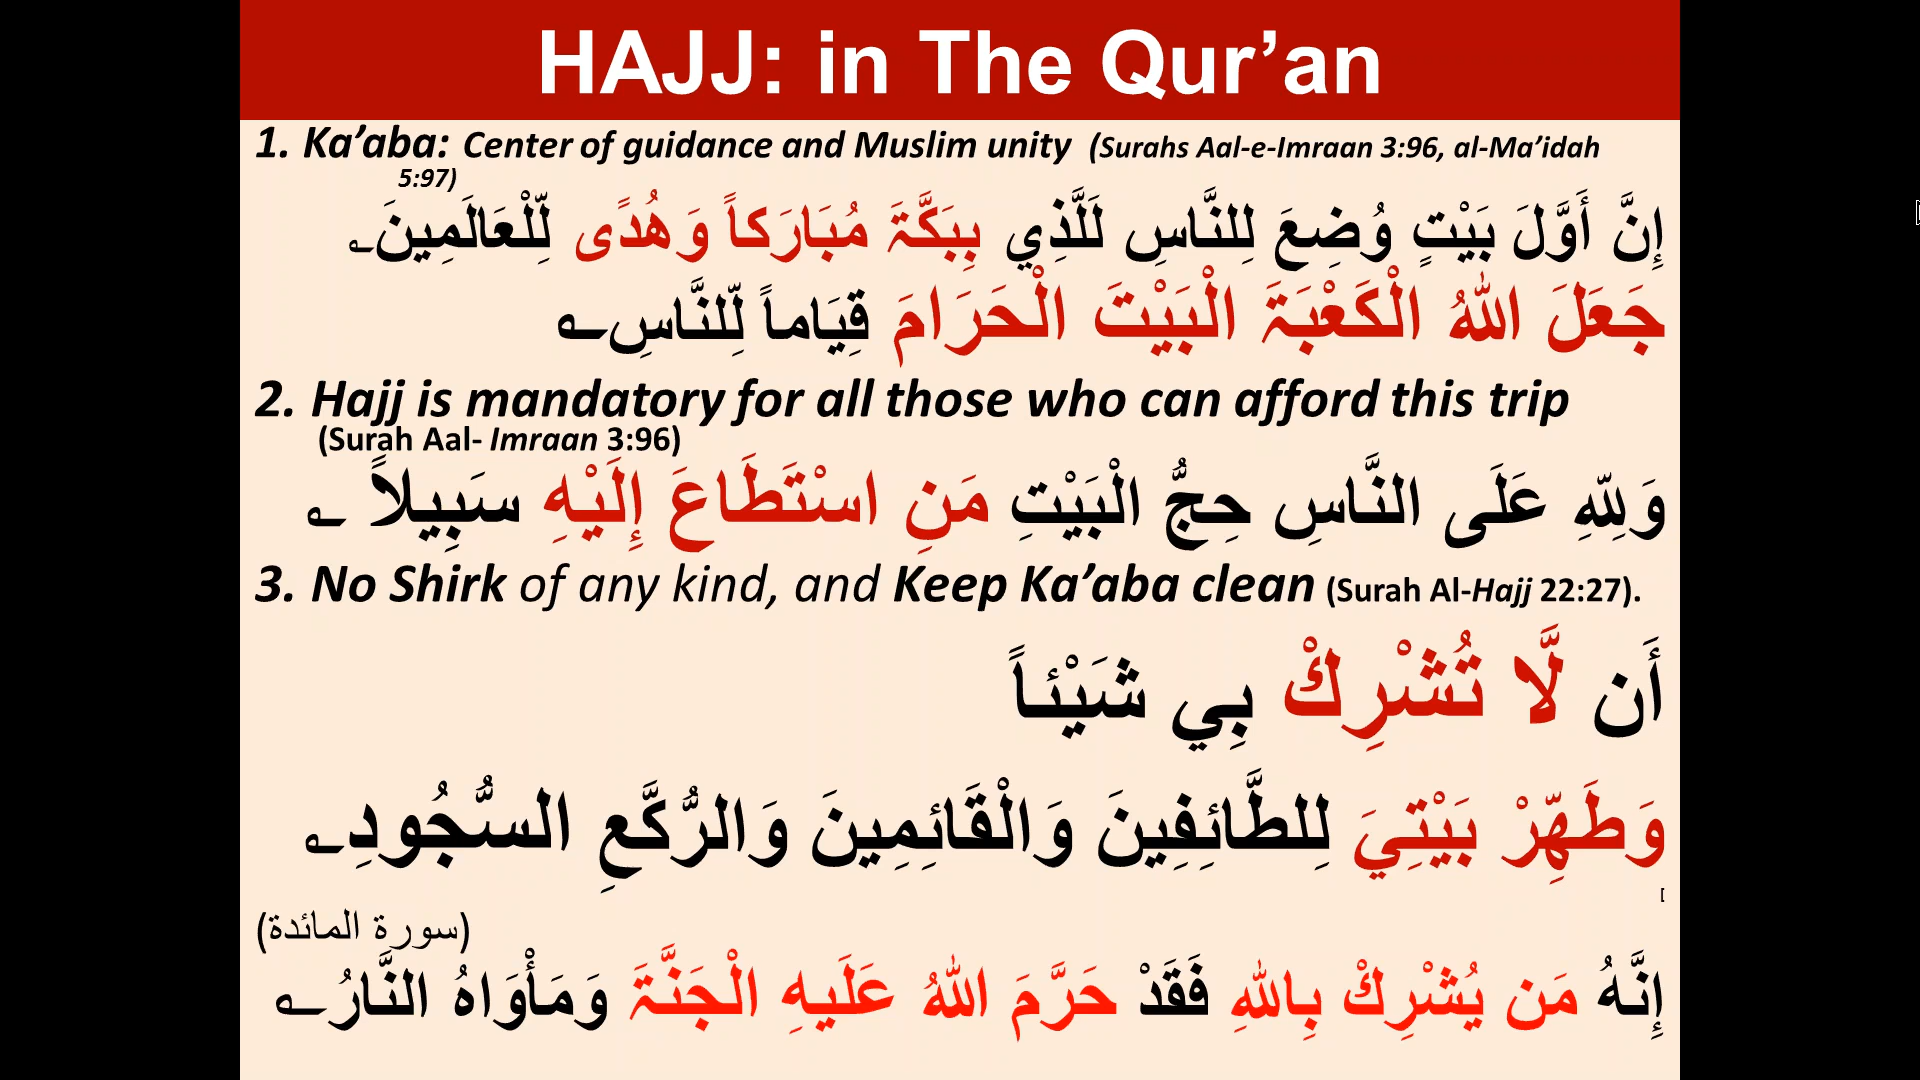 HAJJ: in The Qur’an
1. Ka’aba: Center of guidance and Muslim unity (Surahs Aal-e-Imraan 3:96, al-Ma’idah
5:97)
إِنَّ أَوَّلَ بَيْتٍ وُضِعَ لِلنَّاسِ لَلَّذِي بِبَكَّةَ مُبَارَكاً وَهُدًى لِّلْعَالَمِينَ ؎
جَعَلَ اللّهُ الْكَعْبَةَ الْبَيْتَ الْحَرَامَ قِيَاماً لِّلنَّاسِ ؎
2. Hajj is mandatory for all those who can afford this trip
(Surah Aal- Imraan 3:96)
وَلِلّهِ عَلَى النَّاسِ حِجُّ الْبَيْتِ مَنِ اسْتَطَاعَ إِلَيْهِ سَبِيلاً ؎
3. No Shirk of any kind, and Keep Ka’aba clean (Surah Al-Hajj 22:27).
أَن لَّا تُشْرِكْ بِي شَيْئاً
وَطَهِّرْ بَيْتِيَ لِلطَّائِفِينَ وَالْقَائِمِينَ وَالرُّكَّعِ السُّجُودِ ؎
(سورة المائدة)
إِنَّهُ مَن يُشْرِكْ بِاللّهِ فَقَدْ حَرَّمَ اللّهُ عَلَيهِ الْجَنَّةَ وَمَأْوَاهُ النَّارُ ؎